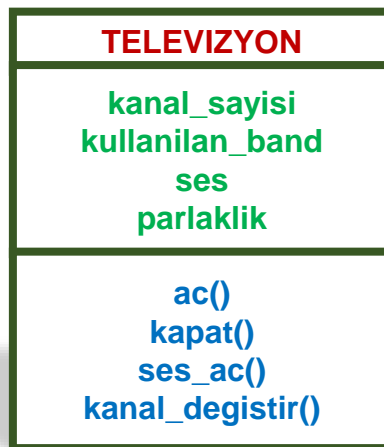 TELEVIZYON
kanal_sayisi
kullanilan_band
ses
parlaklik
ac()
kapat()
ses_ac()
kanal_degistir()